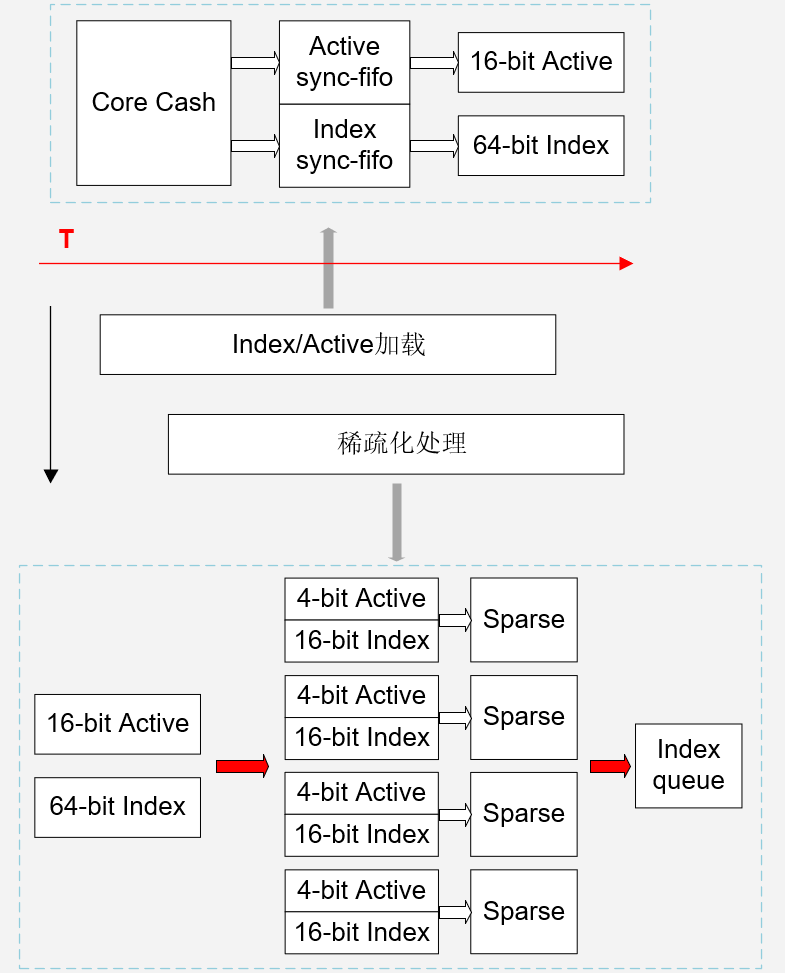 Core Cash
Active
sync-fifo
Index
sync-fifo
16-bit Active
64-bit Index
T
Index/Active加载
稀疏化处理
16-bit Active
64-bit Index
4-bit Active
16-bit Index
Sparse
4-bit Active
16-bit Index
Sparse
4-bit Active
16-bit Index
Sparse
4-bit Active
16-bit Index
Sparse
Index
queue